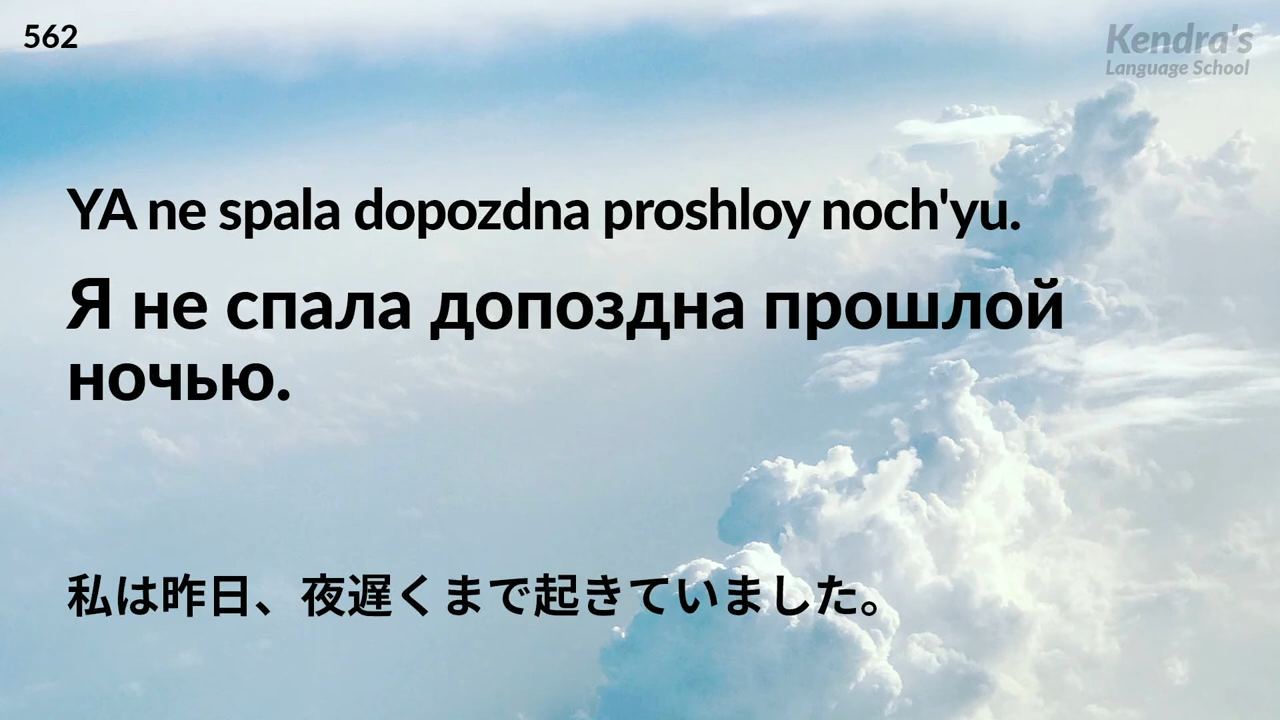 562
Kendra's
Language School
YA ne spala dopozdna proshloy noch'yu.
Я не спала допоздна прошлой
ночью.
私は昨日、夜遅くまで起きていました。